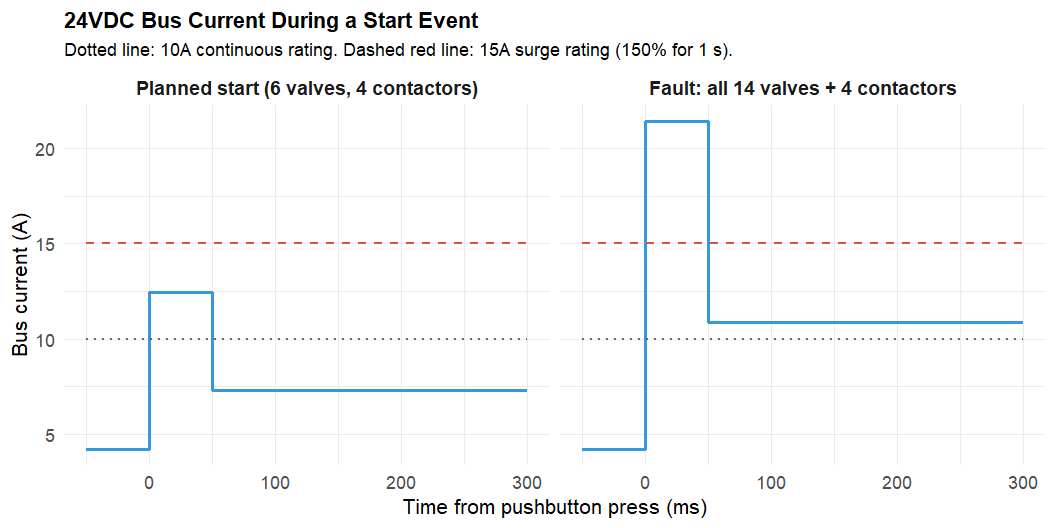 24VDC Bus Current During a Start Event
Dotted line: 10A continuous rating. Dashed red line: 15A surge rating (150% for 1 s).
Planned start (6 valves, 4 contactors)
Fault: all 14 valves + 4 contactors
Bus current (A)
20
15
10
5
0 100 200 300
0 100 200 300
Time from pushbutton press (ms)